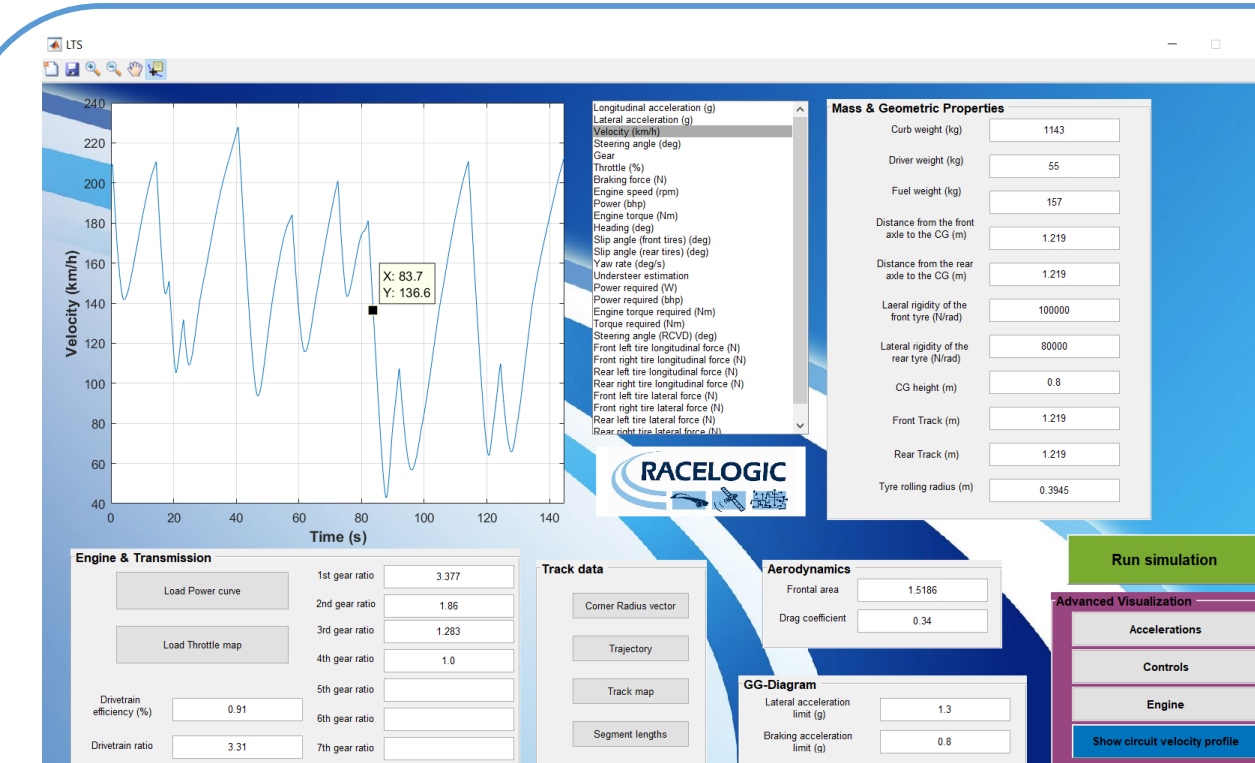 LTS
240
220
200
180
160
140
120
100
80
60
40
0
20
40
60
80
100
120
140
Velocity (km/h)
Time (s)
X: 83.7
Y: 136.6
Longitudinal acceleration (g)
Lateral acceleration (g)
Velocity (km/h)
Steering angle (deg)
Gear
Throttle (%)
Braking force (N)
Engine speed (rpm)
Power (bhp)
Engine torque (Nm)
Heading (deg)
Slip angle (front tires) (deg)
Slip angle (rear tires) (deg)
Yaw rate (deg/s)
Understeer estimation
Power required (W)
Power required (bhp)
Engine torque required (Nm)
Torque required (Nm)
Steering angle (RCVD) (deg)
Front left tire longitudinal force (N)
Front right tire longitudinal force (N)
Rear left tire longitudinal force (N)
Rear right tire longitudinal force (N)
Front left tire lateral force (N)
Front right tire lateral force (N)
Rear left tire lateral force (N)
Rear right tire lateral force (N)
RACELOGIC
Mass & Geometric Properties
Curb weight (kg) 1143
Driver weight (kg) 55
Fuel weight (kg) 157
Distance from the front
axle to the CG (m) 1.219
Distance from the rear
axle to the CG (m) 1.219
Laeral rigidity of the
front tyre (N/rad) 100000
Lateral rigidity of the
rear tyre (N/rad) 80000
CG height (m) 0.8
Front Track (m) 1.219
Rear Track (m) 1.219
Tyre rolling radius (m) 0.3945
Engine & Transmission
Load Power curve
Load Throttle map
Drivetrain
efficiency (%) 0.91
Drivetrain ratio 3.31
1st gear ratio 3.377
2nd gear ratio 1.86
3rd gear ratio 1.283
4th gear ratio 1.0
5th gear ratio
6th gear ratio
7th gear ratio
Track data
Corner Radius vector
Trajectory
Track map
Segment lengths
Aerodynamics
Frontal area 1.5186
Drag coefficient 0.34
GG-Diagram
Lateral acceleration
limit (g) 1.3
Braking acceleration
limit (g) 0.8
Run simulation
Advanced Visualization
Accelerations
Controls
Engine
Show circuit velocity profile